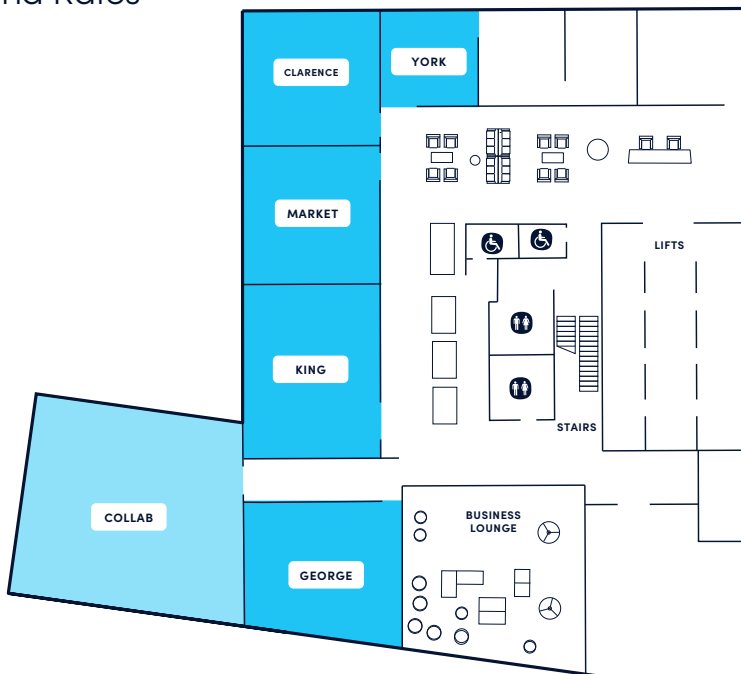 CLARENCE
YORK
MARKET
LIFTS
KING
STAIRS
COLLAB
BUSINESS
LOUNGE
GEORGE